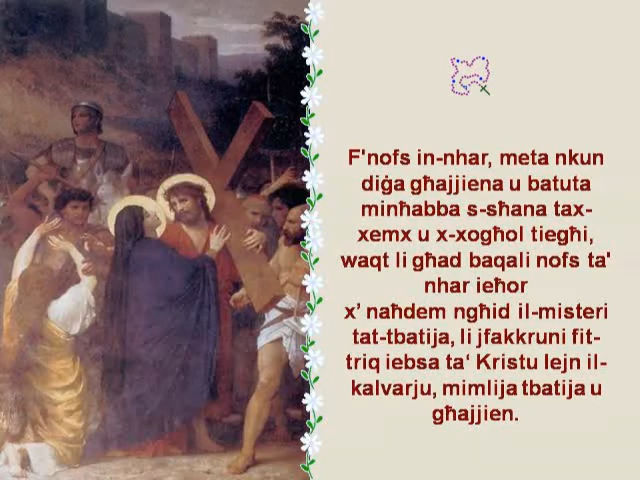 F'nofs in-nhar, meta nkun
diġa għajjiena u batuta
minħabba s-sħana tax-
xemx u x-xogħol tiegħi,
waqt li għad baqali nofs ta'
nhar ieħor
x’ naħdem ngħid il-misteri
tat-tbatija, li jfakkruni fit-
triq iebsa ta‘ Kristu lejn il-
kalvarju, mimlija tbatija u
għajjien.